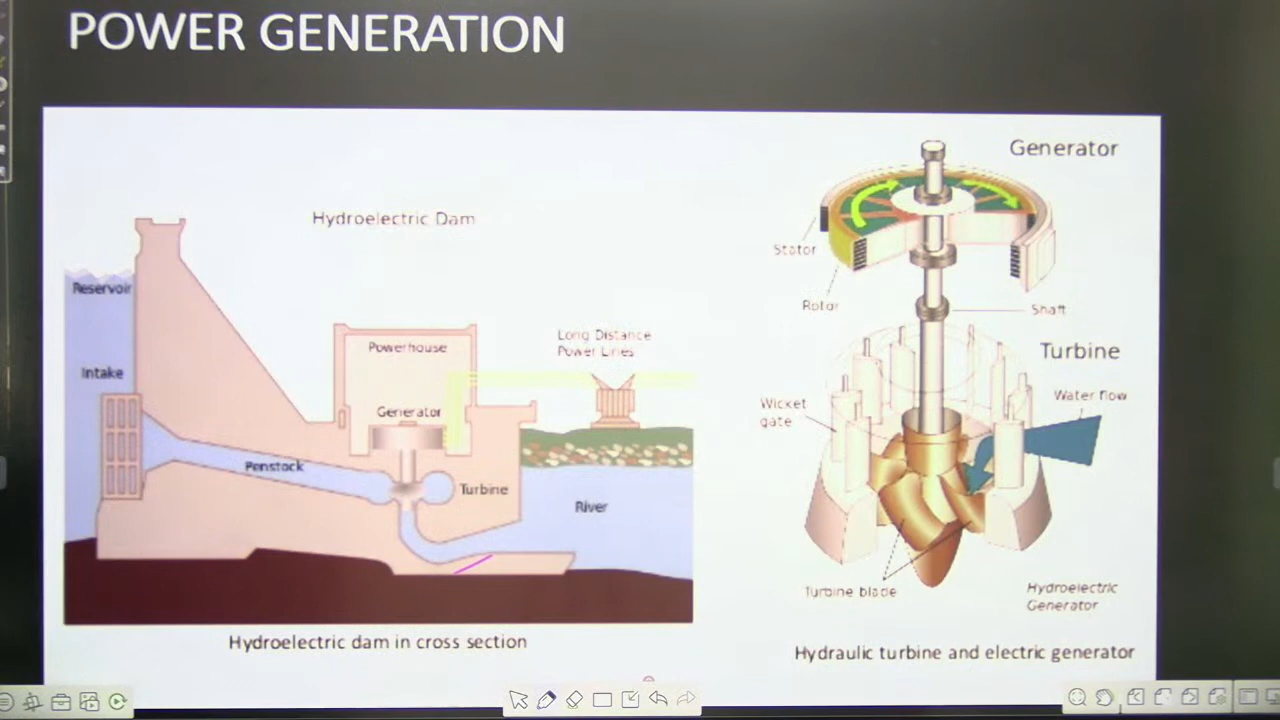 POWER GENERATION
Hydroelectric Dam
Reservoir
Intake
Powerhouse
Generator
Penstock
Turbine
Long Distance
Power Lines
River
Hydroelectric dam in cross section
Generator
Stator
Rotor
Shaft
Turbine
Wicket
gate
Water flow
Turbine blade
Hydroelectric
Generator
Hydraulic turbine and electric generator